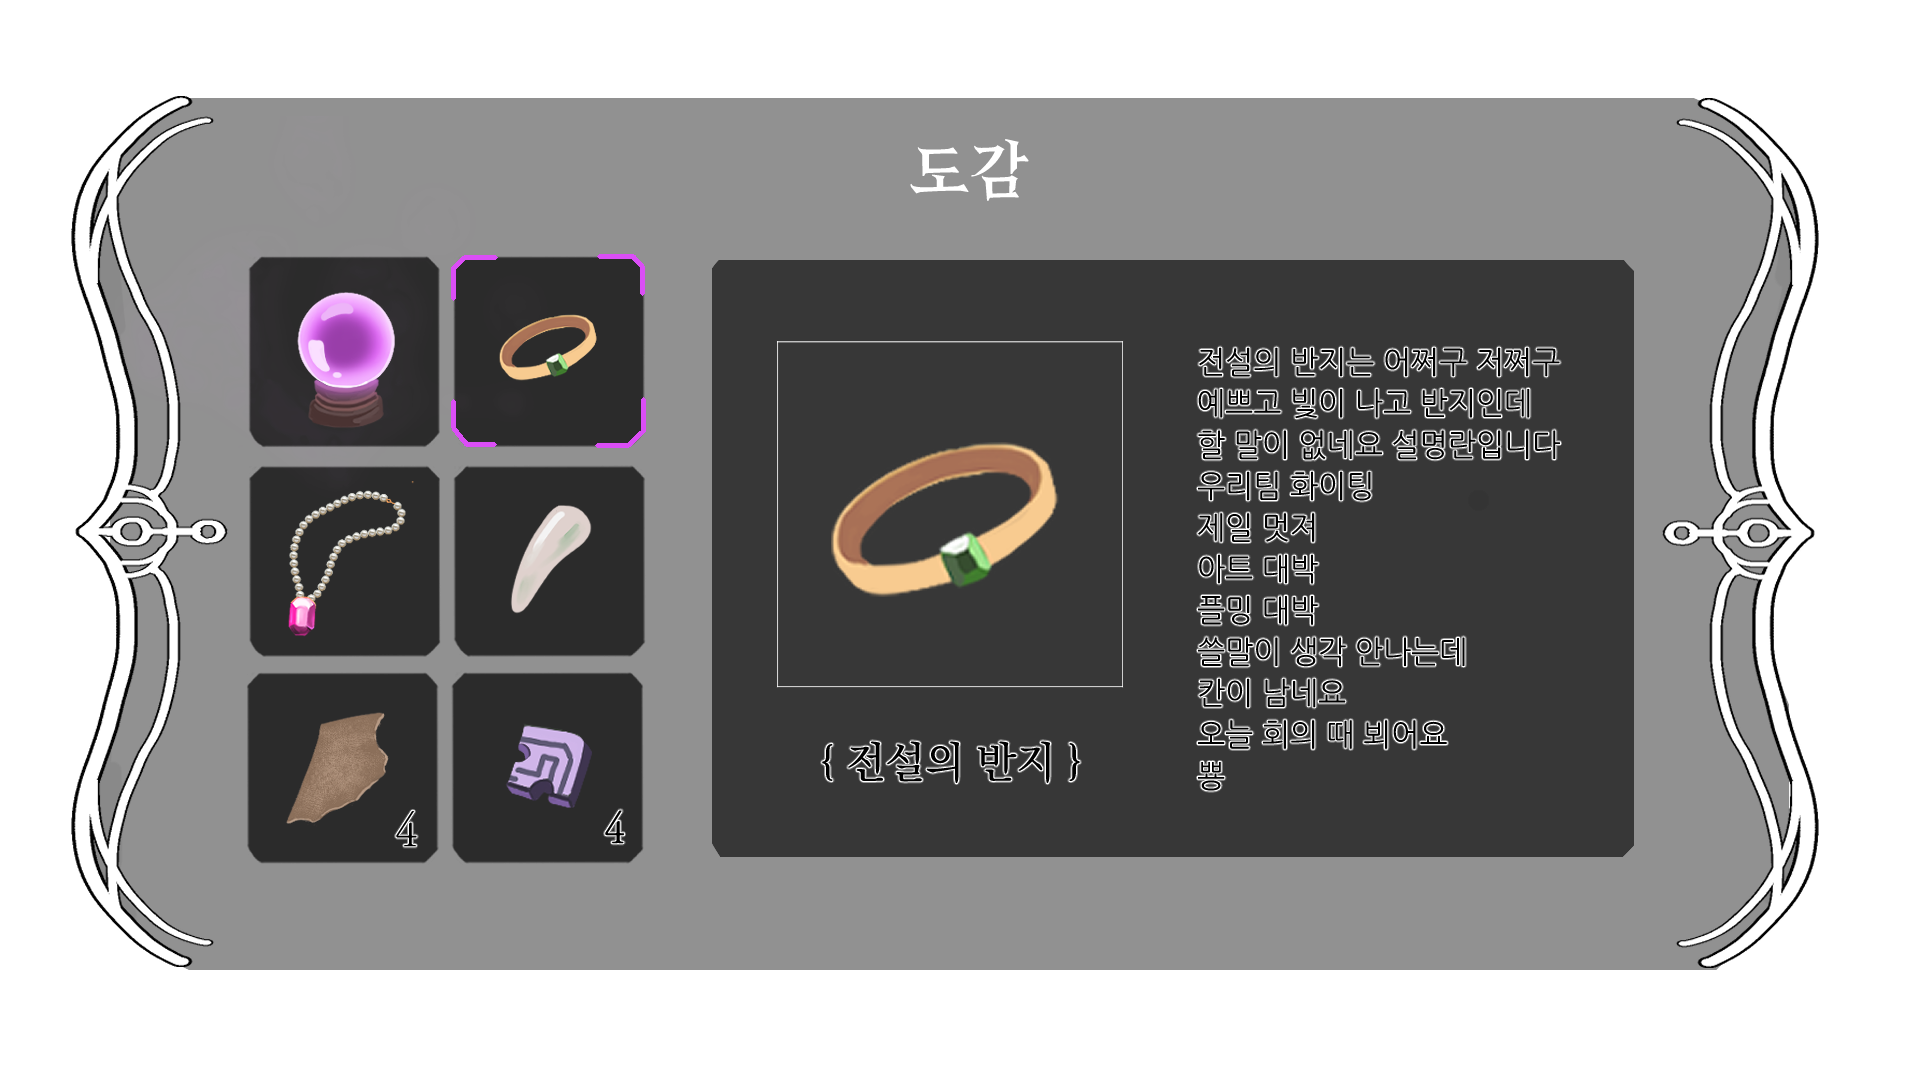 도감
전설의 반지는 어쩌구 저쩌구
예쁘고 빛이 나고 반지인데
할 말이 없네요 설명란입니다
우리팀 화이팅
제일 멋져
아트 대박
플밍 대박
쓸말이 생각 안나는데
칸이 남네요
오늘 회의 때 뵈어요
뿅
{ 전설의 반지 }
4
4